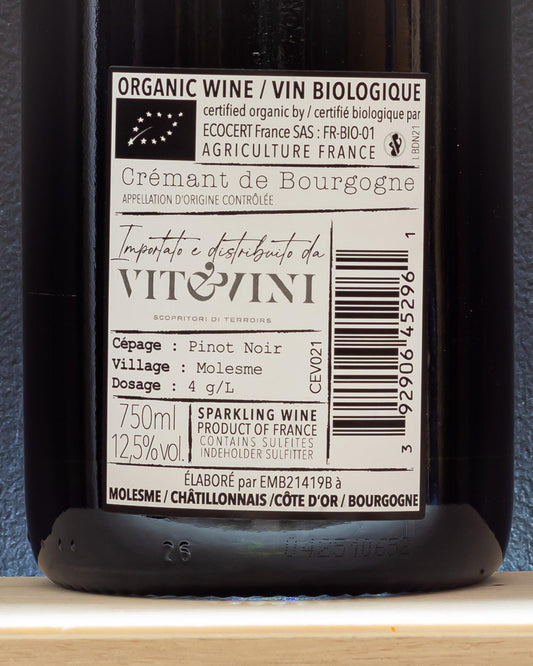 ORGANIC WINE / VIN BIOLOGIQUE
certified organic by / certifié biologique par
ECOCERT France SAS : FR-BIO-01
AGRICULTURE FRANCE
L BDN21
Crémant de Bourgogne
APPELLATION D'ORIGINE CONTRÔLÉE
Importato e distribuito da
VITE&VINI
SCOPRITORI DI TERROIRS
Cépage : Pinot Noir
Village : Molesme
Dosage : 4 g/L
CEV021
3 92906 45296 1
750ml
12,5%vol.
SPARKLING WINE
PRODUCT OF FRANCE
CONTAINS SULFITES
INDEHOLDER SULFITTER
ÉLABORÉ par EMB21419B à
MOLESME / CHÂTILLONNAIS / CÔTE D'OR / BOURGOGNE
26